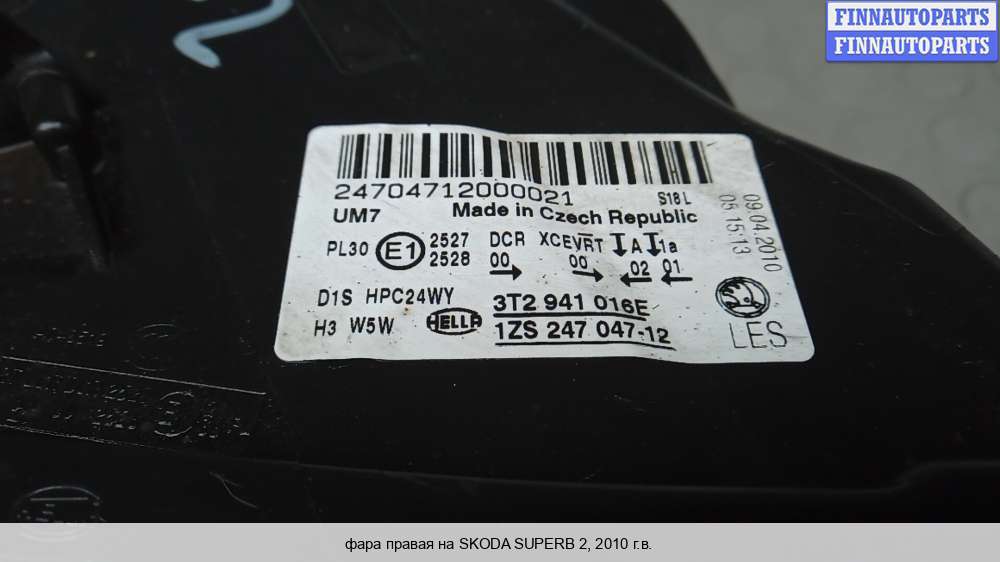 FINNAUTOPARTS
FINNAUTOPARTS
24704712000021
S18L
UM7 Made in Czech Republic
PL30 E1 2527 DCR XCEVRT A 1a
2528 00 00 02 01
D1S HPC24WY 3T2 941 016E
H3 W5W HELLA 1ZS 247 047-12
09.04.2010
05:15:13
LES
фара правая на SKODA SUPERB 2, 2010 г.в.